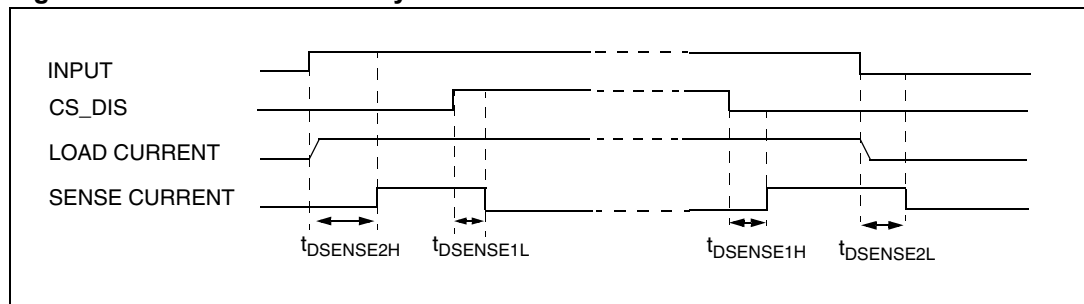 INPUT
CS_DIS
LOAD CURRENT
SENSE CURRENT
tDSENSE2H
tDSENSE1L
tDSENSE1H
tDSENSE2L